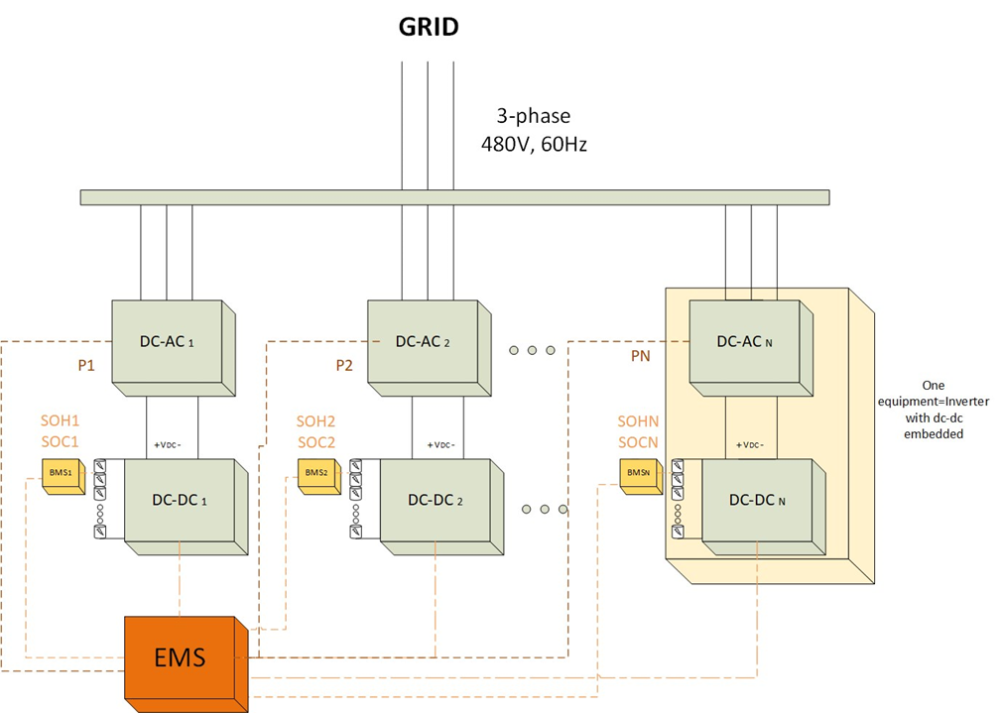 GRID
3-phase
480V, 60Hz
DC-AC 1
DC-AC 2
DC-AC N
P1
P2
PN
One
equipment=Inverter
with dc-dc
embedded
SOH1
SOC1
SOH2
SOC2
SOHN
SOCN
+VDC-
+VDC-
+VDC-
BMS1
BMS2
BMSN
DC-DC 1
DC-DC 2
DC-DC N
EMS